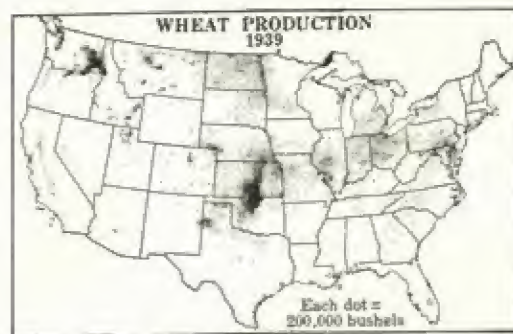 WHEAT PRODUCTION
1939
Each dot =
200,000 bushels